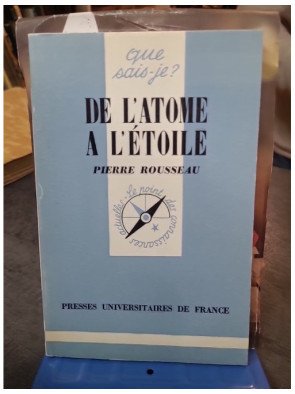 que
sais-je?
DE L'ATOME
A L'ÉTOILE
PIERRE ROUSSEAU
le point des connaissances actuelles
PRESSES UNIVERSITAIRES DE FRANCE